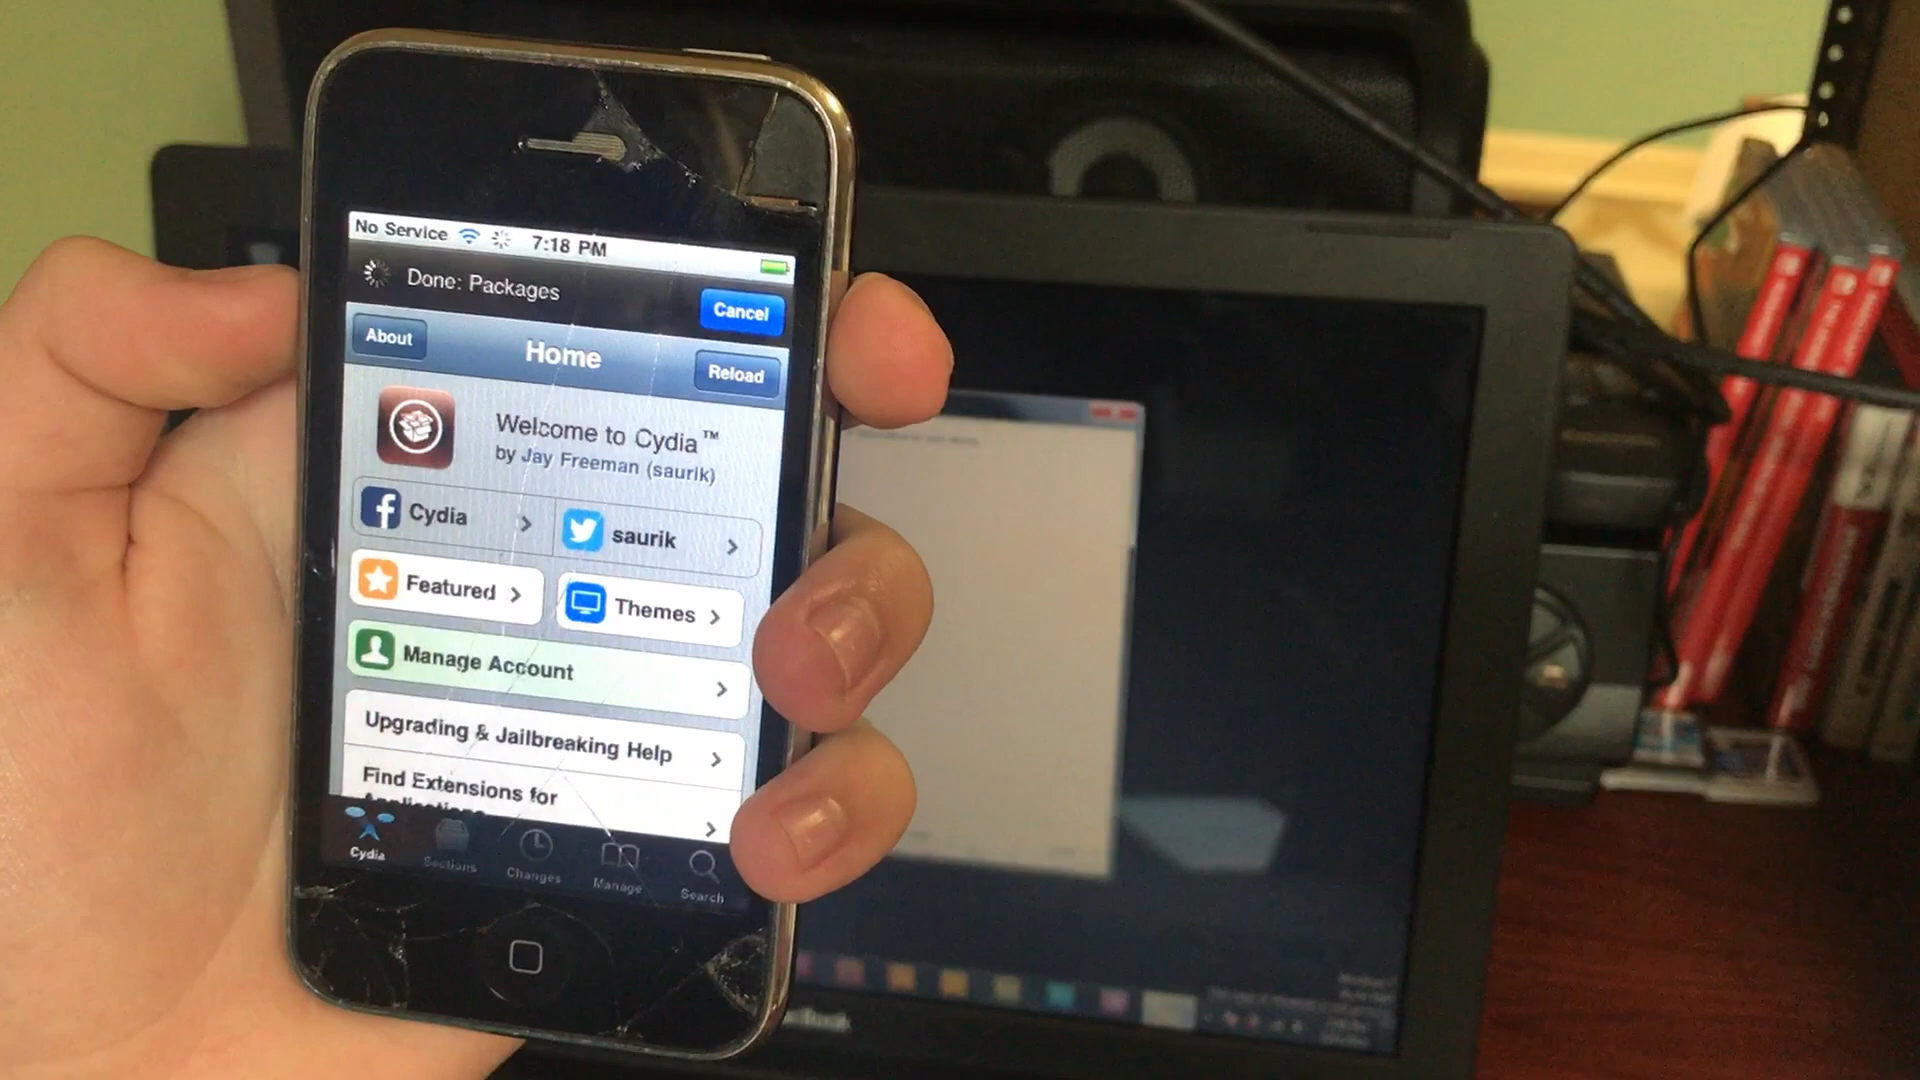 No Service 7:18 PM
Done: Packages
Cancel
About
Home
Reload
Welcome to Cydia™
by Jay Freeman (saurik)
Cydia
saurik
Featured
Themes
Manage Account
Upgrading & Jailbreaking Help
Find Extensions for
Applications
Cydia
Sections
Changes
Manage
Search